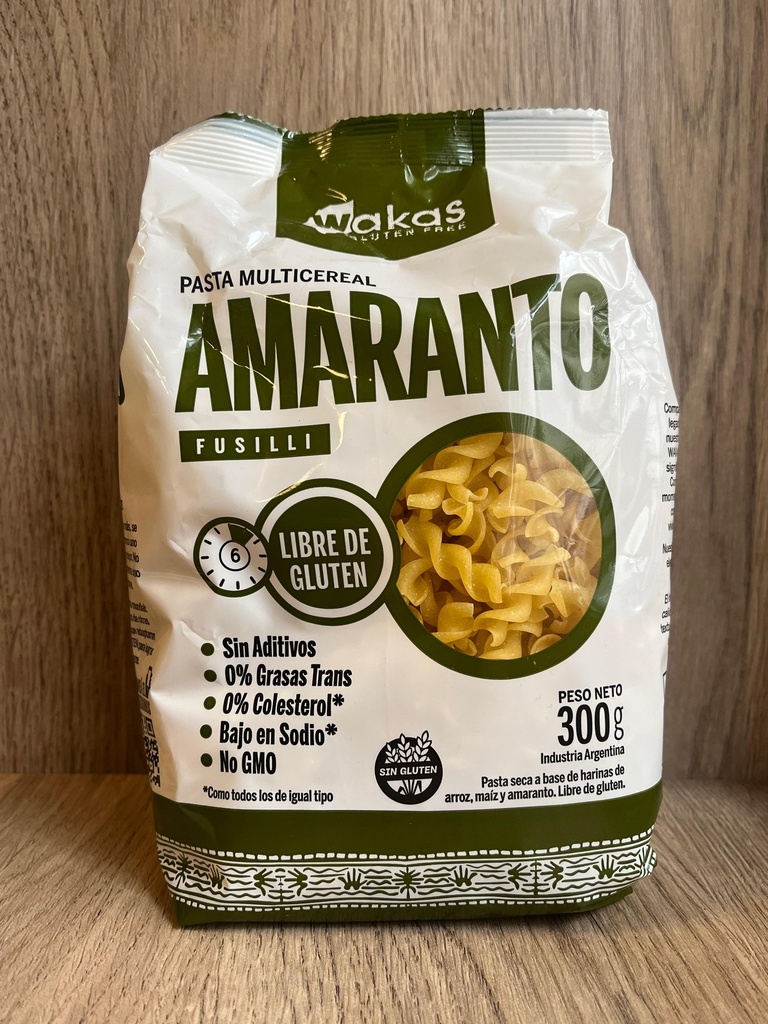 wakas
GLUTEN FREE
PASTA MULTICEREAL
AMARANTO
FUSILLI
6
LIBRE DE
GLUTEN
Sin Aditivos
0% Grasas Trans
0% Colesterol*
Bajo en Sodio*
No GMO
*Como todos los de igual tipo
SIN GLUTEN
PESO NETO
300g
Industria Argentina
Pasta seca a base de harinas de
arroz, maíz y amaranto. Libre de gluten.